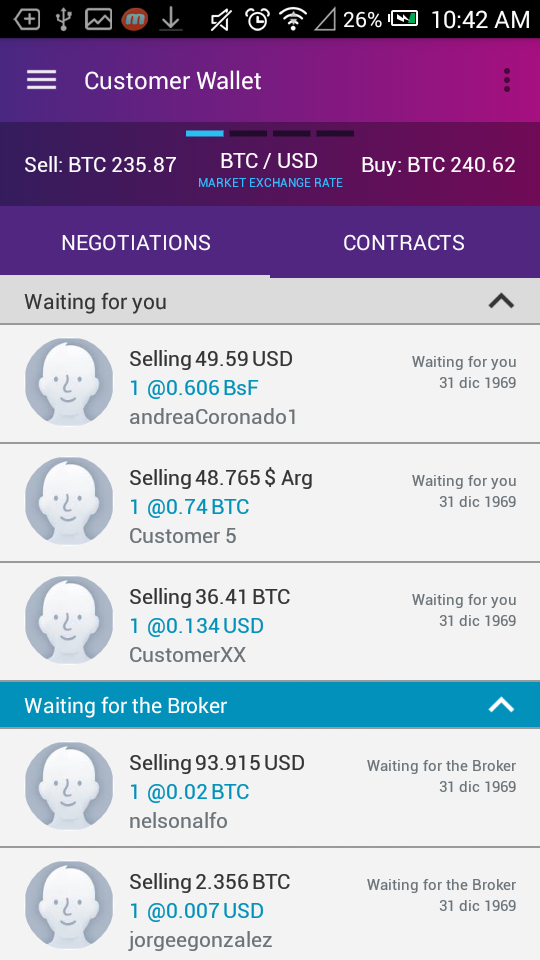 26% 10:42 AM
Customer Wallet
Sell: BTC 235.87 BTC / USD Buy: BTC 240.62
MARKET EXCHANGE RATE
NEGOTIATIONS CONTRACTS
Waiting for you
Selling 49.59 USD Waiting for you
1 @0.606 BsF 31 dic 1969
andreaCoronado1
Selling 48.765 $ Arg Waiting for you
1 @0.74 BTC 31 dic 1969
Customer 5
Selling 36.41 BTC Waiting for you
1 @0.134 USD 31 dic 1969
CustomerXX
Waiting for the Broker
Selling 93.915 USD Waiting for the Broker
1 @0.02 BTC 31 dic 1969
nelsonalfo
Selling 2.356 BTC Waiting for the Broker
1 @0.007 USD 31 dic 1969
jorgeegonzalez